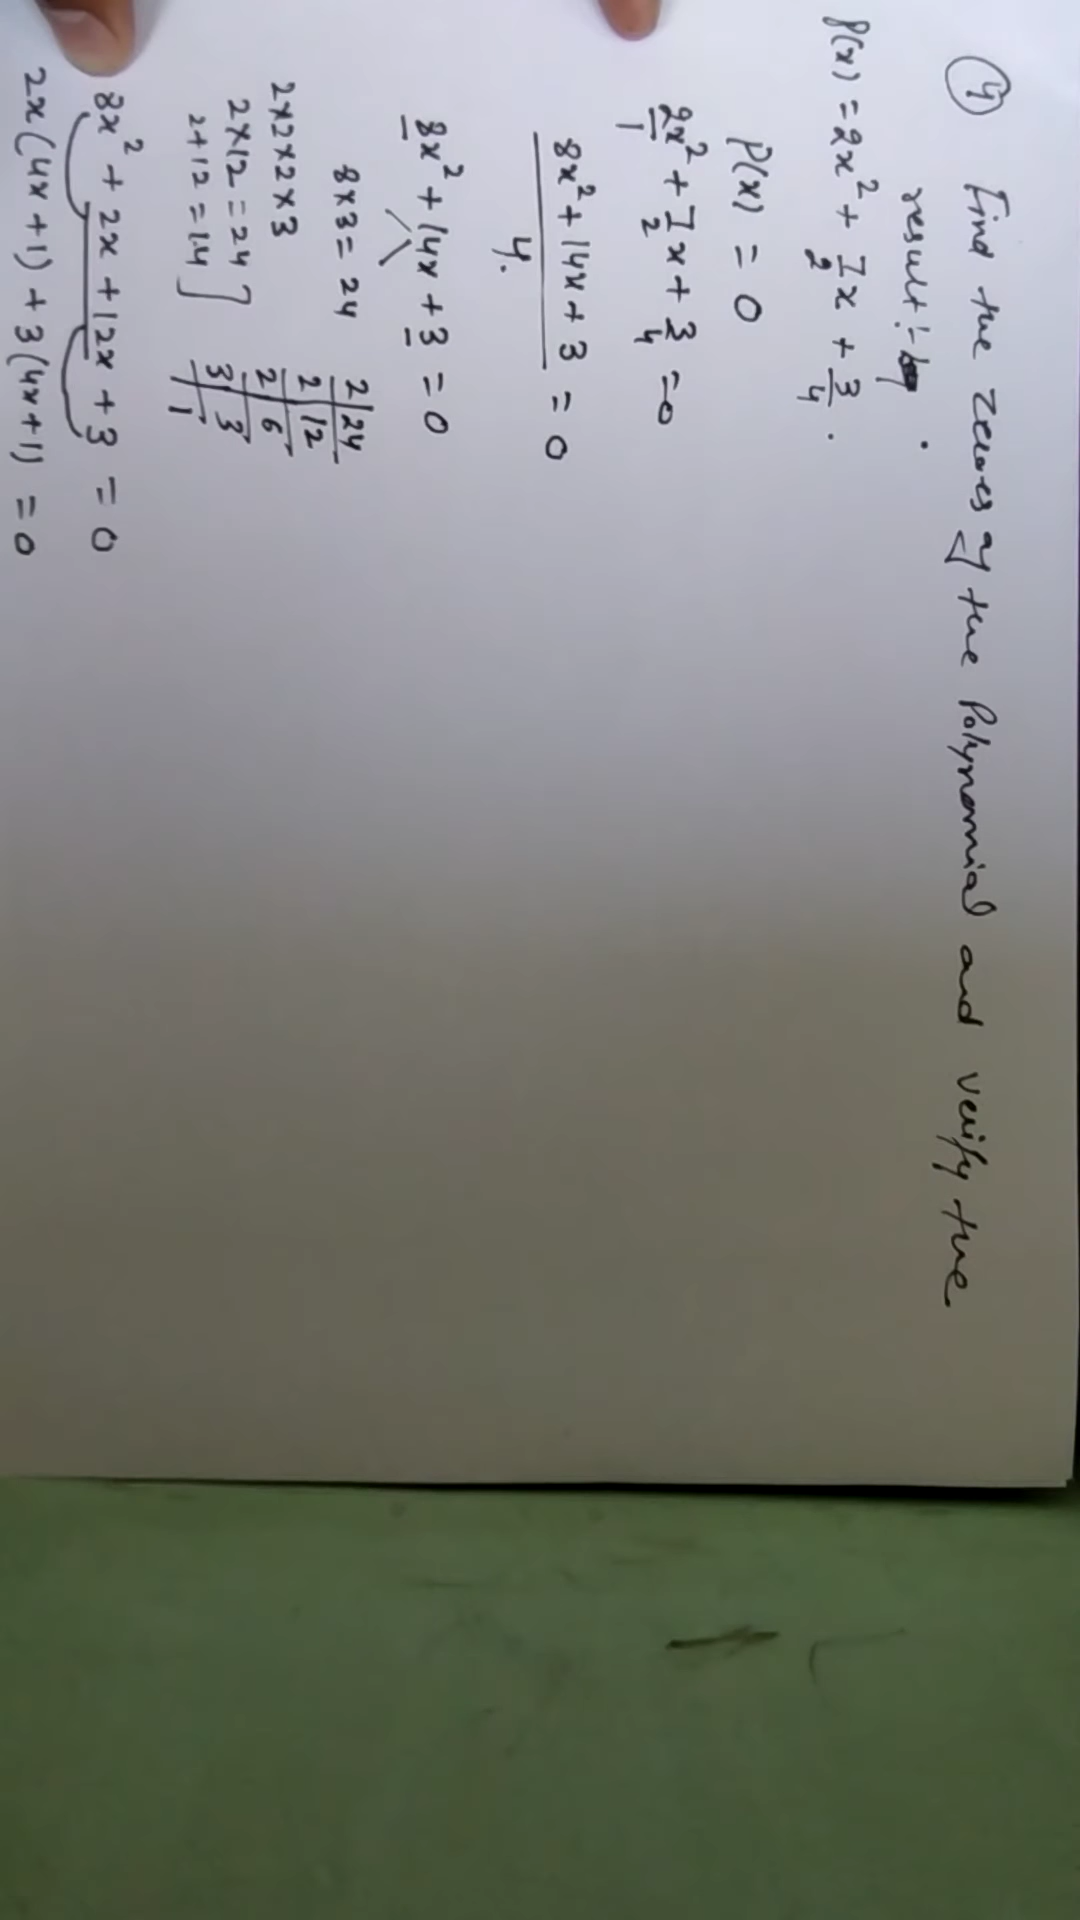 4 Find the zeroes of the Polynomial and verify the
result:-
P(x) = 2x² + 7/2 x + 3/4.
P(x) = 0
2x²/1 + 7/2 x + 3/4 = 0
8x² + 14x + 3 / 4. = 0
8x² + 14x + 3 = 0
8×3 = 24
2×2×2×3
2×12 = 24
2+12 = 14
2 | 24
2 | 12
2 | 6
3 | 3
1
8x² + 2x + 12x + 3 = 0
2x(4x+1) + 3(4x+1) = 0